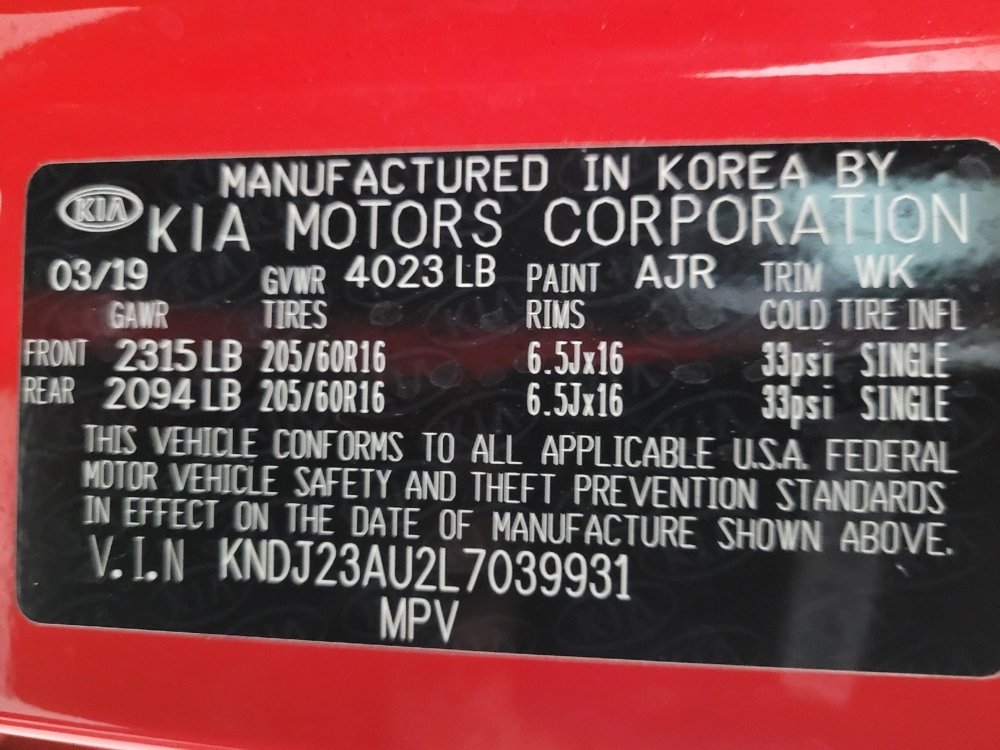 MANUFACTURED IN KOREA BY
KIA KIA MOTORS CORPORATION
03/19 GVWR 4023 LB PAINT AJR TRIM WK
GAWR TIRES RIMS COLD TIRE INFL
FRONT 2315 LB 205/60R16 6.5Jx16 33psi SINGLE
REAR 2094 LB 205/60R16 6.5Jx16 33psi SINGLE
THIS VEHICLE CONFORMS TO ALL APPLICABLE U.S.A. FEDERAL
MOTOR VEHICLE SAFETY AND THEFT PREVENTION STANDARDS
IN EFFECT ON THE DATE OF MANUFACTURE SHOWN ABOVE.
V.I.N KNDJ23AU2L7039931
MPV